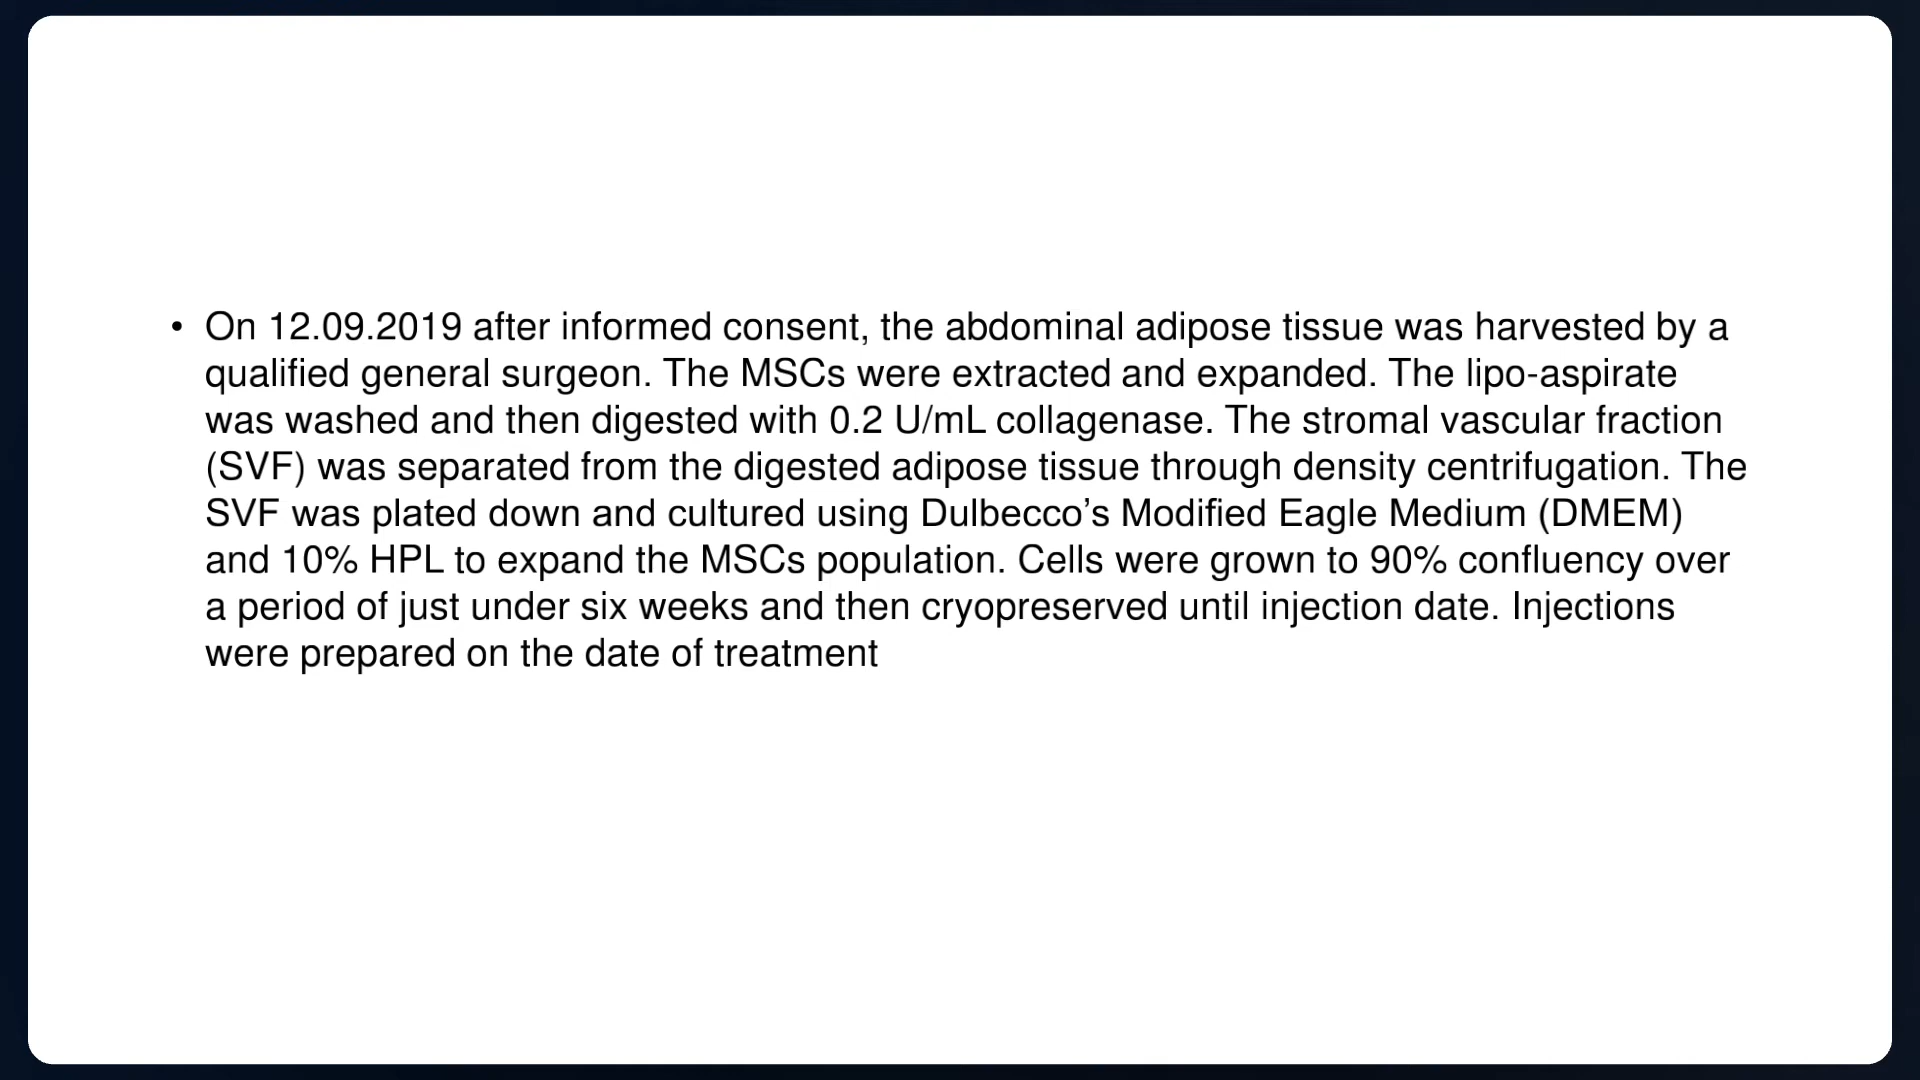 • On 12.09.2019 after informed consent, the abdominal adipose tissue was harvested by a
qualified general surgeon. The MSCs were extracted and expanded. The lipo-aspirate
was washed and then digested with 0.2 U/mL collagenase. The stromal vascular fraction
(SVF) was separated from the digested adipose tissue through density centrifugation. The
SVF was plated down and cultured using Dulbecco’s Modified Eagle Medium (DMEM)
and 10% HPL to expand the MSCs population. Cells were grown to 90% confluency over
a period of just under six weeks and then cryopreserved until injection date. Injections
were prepared on the date of treatment